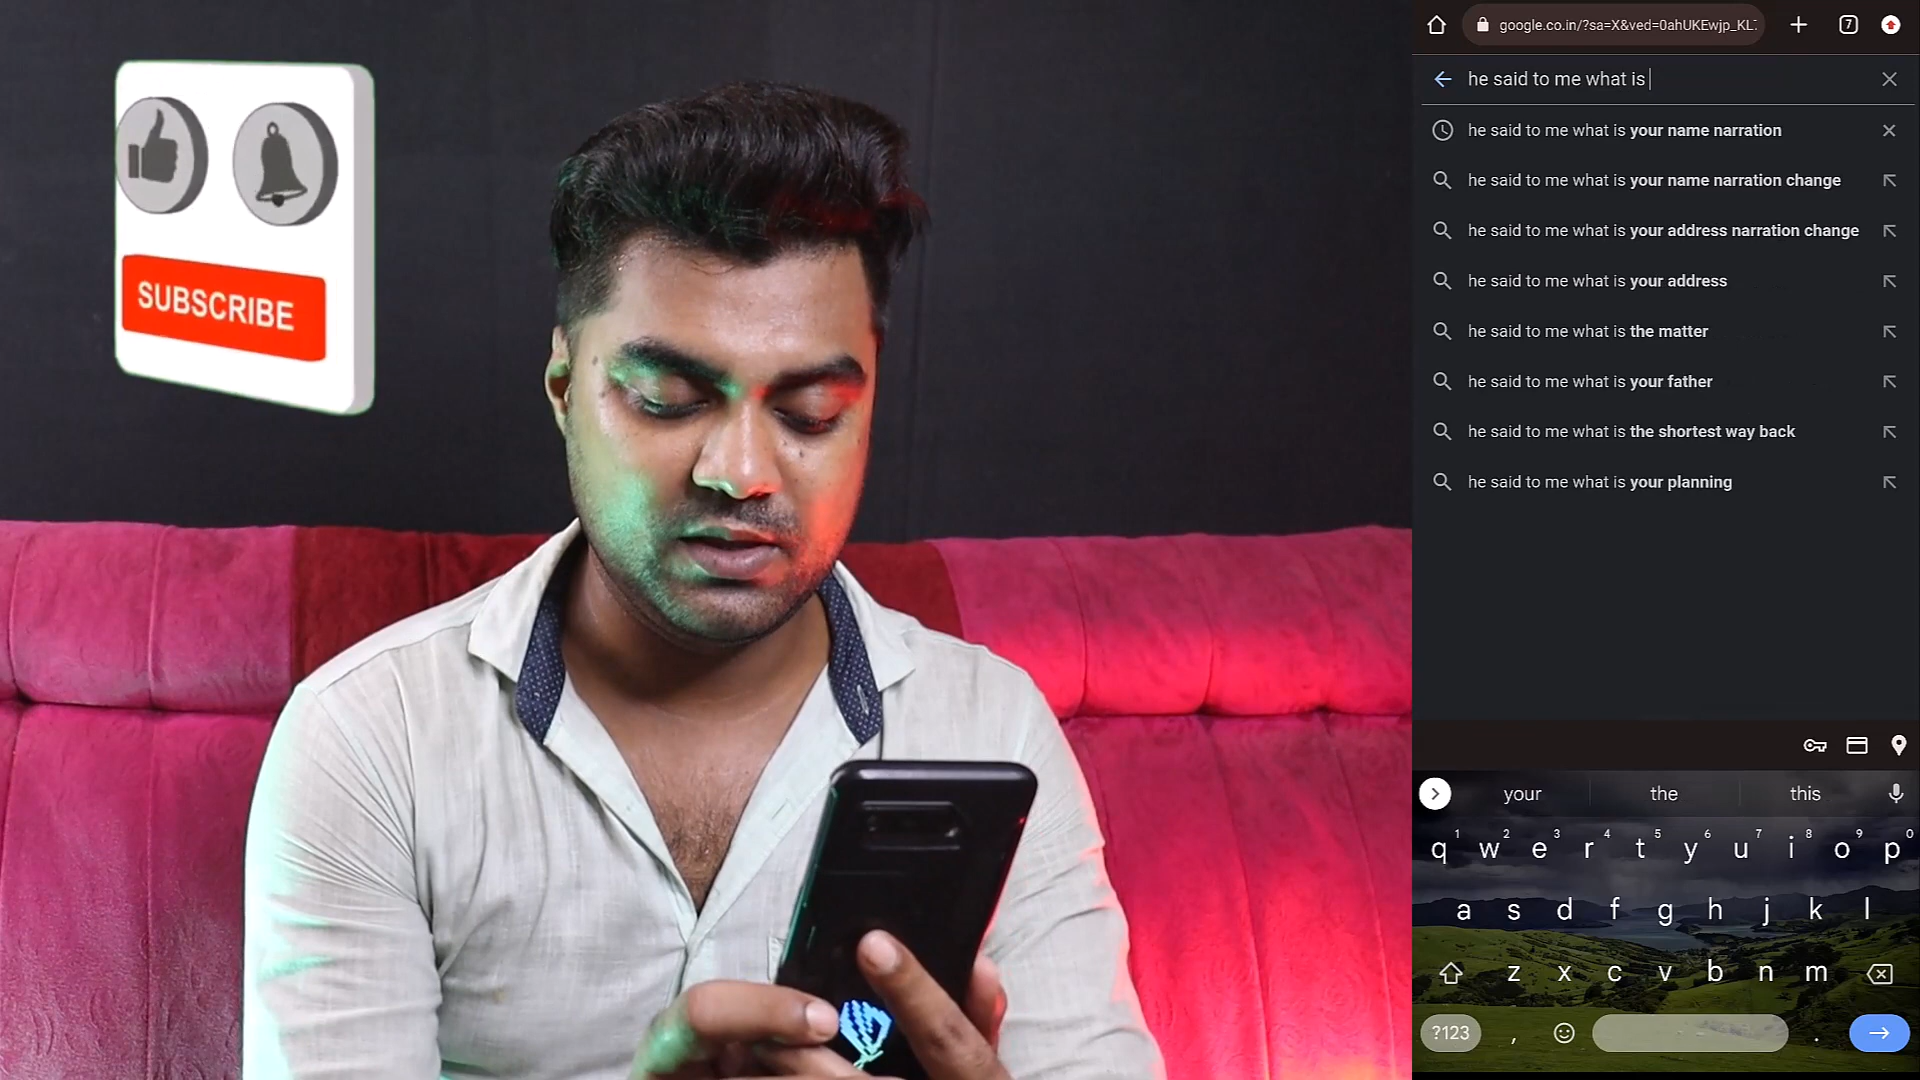 SUBSCRIBE
google.co.in/?sa=X&ved=0ahUKEwjp_KL
7
he said to me what is
he said to me what is your name narration
he said to me what is your name narration change
he said to me what is your address narration change
he said to me what is your address
he said to me what is the matter
he said to me what is your father
he said to me what is the shortest way back
he said to me what is your planning
your the this
1 2 3 4 5 6 7 8 9 0
q w e r t y u i o p
a s d f g h j k l
z x c v b n m
?123 , .